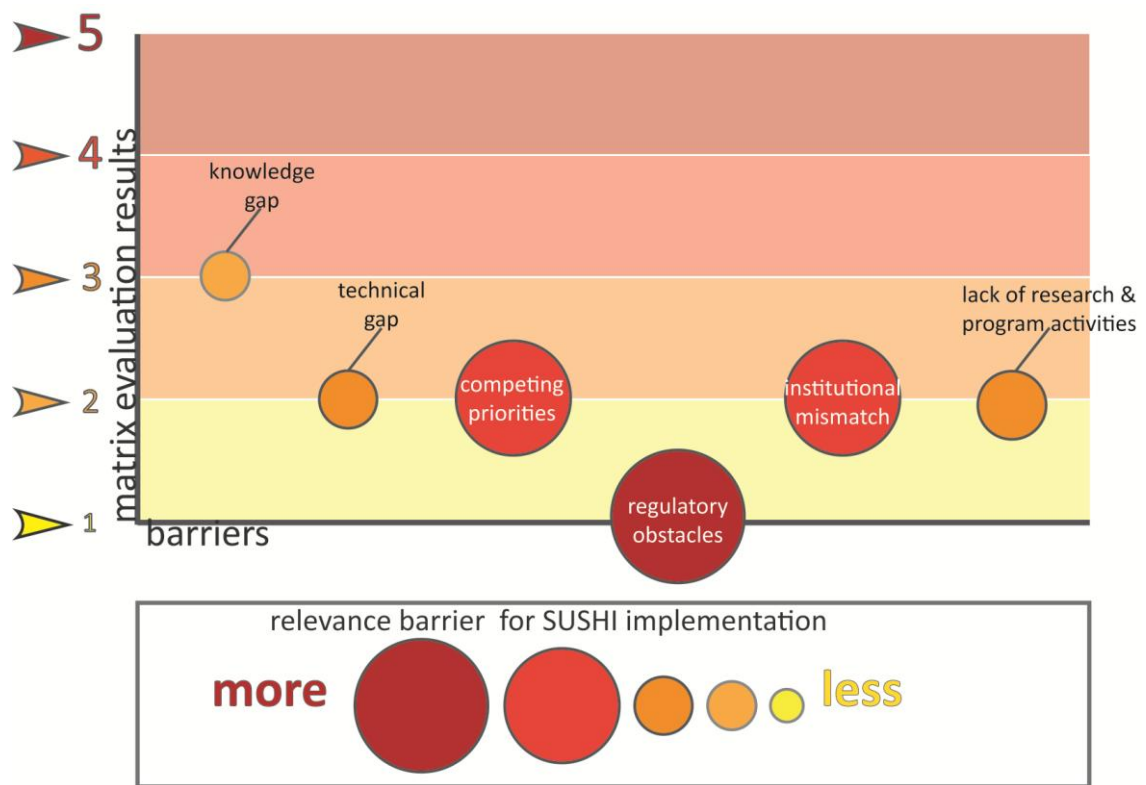 5
4
3
2
1
matrix evaluation results
knowledge
gap
technical
gap
competing
priorities
regulatory
obstacles
institutional
mismatch
lack of research &
program activities
barriers
relevance barrier for SUSHI implementation
more
less